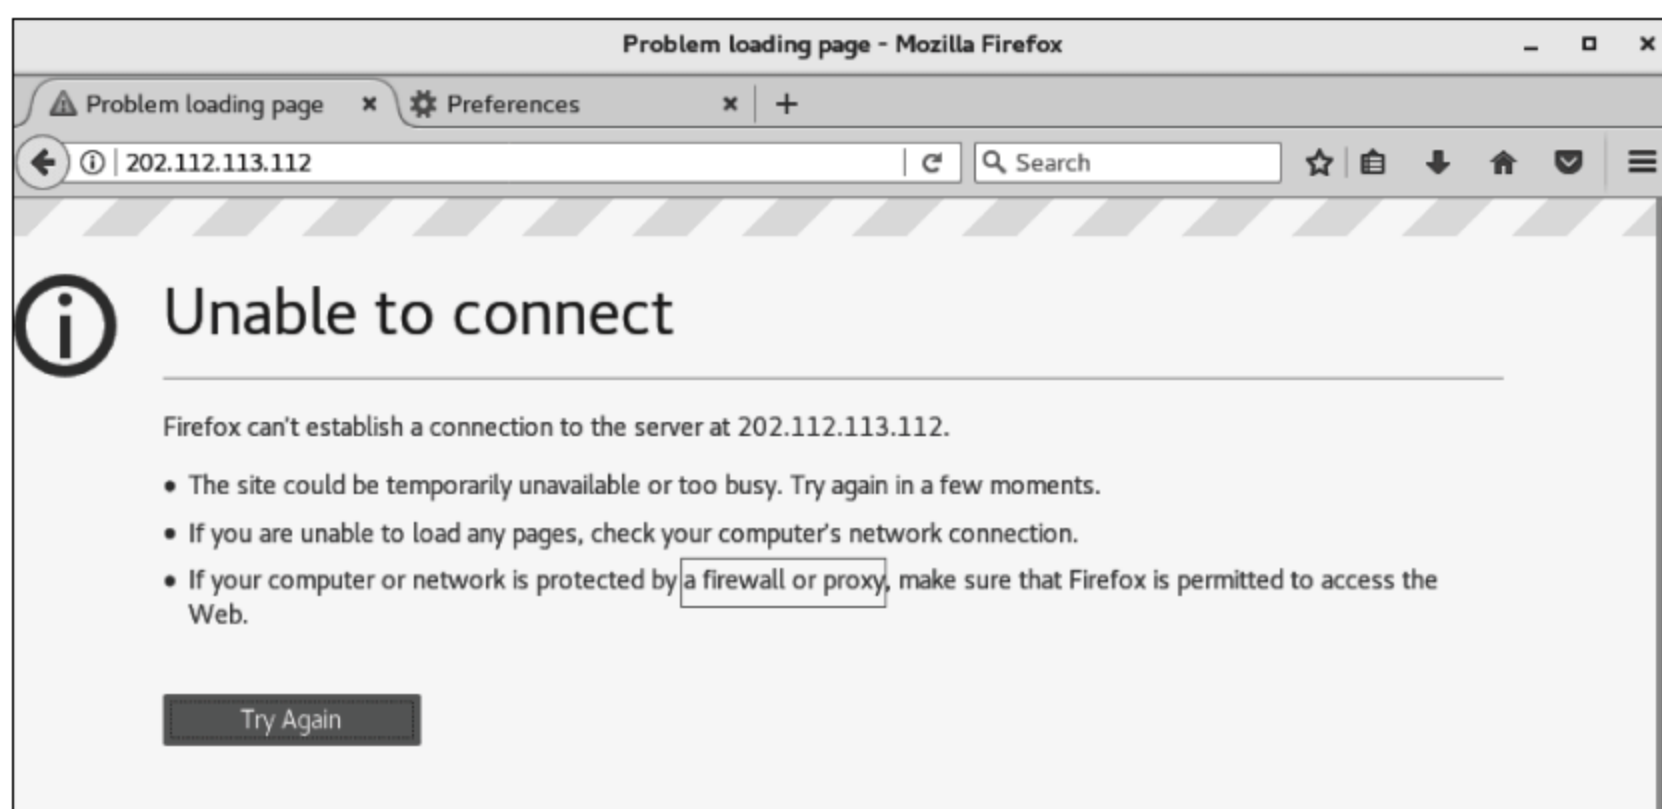 Problem loading page - Mozilla Firefox
Problem loading page
Preferences
202.112.113.112
Search
Unable to connect
Firefox can't establish a connection to the server at 202.112.113.112.
• The site could be temporarily unavailable or too busy. Try again in a few moments.
• If you are unable to load any pages, check your computer's network connection.
• If your computer or network is protected by a firewall or proxy, make sure that Firefox is permitted to access the
Web.
Try Again